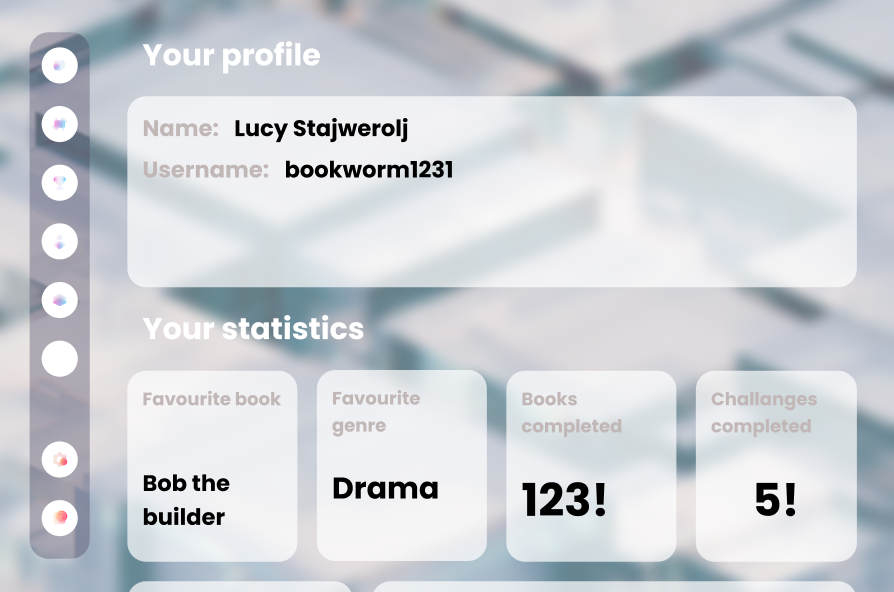 Your profile
Name: Lucy Stajwerolj
Username: bookworm1231
Your statistics
Favourite book
Bob the
builder
Favourite
genre
Drama
Books
completed
123!
Challanges
completed
5!